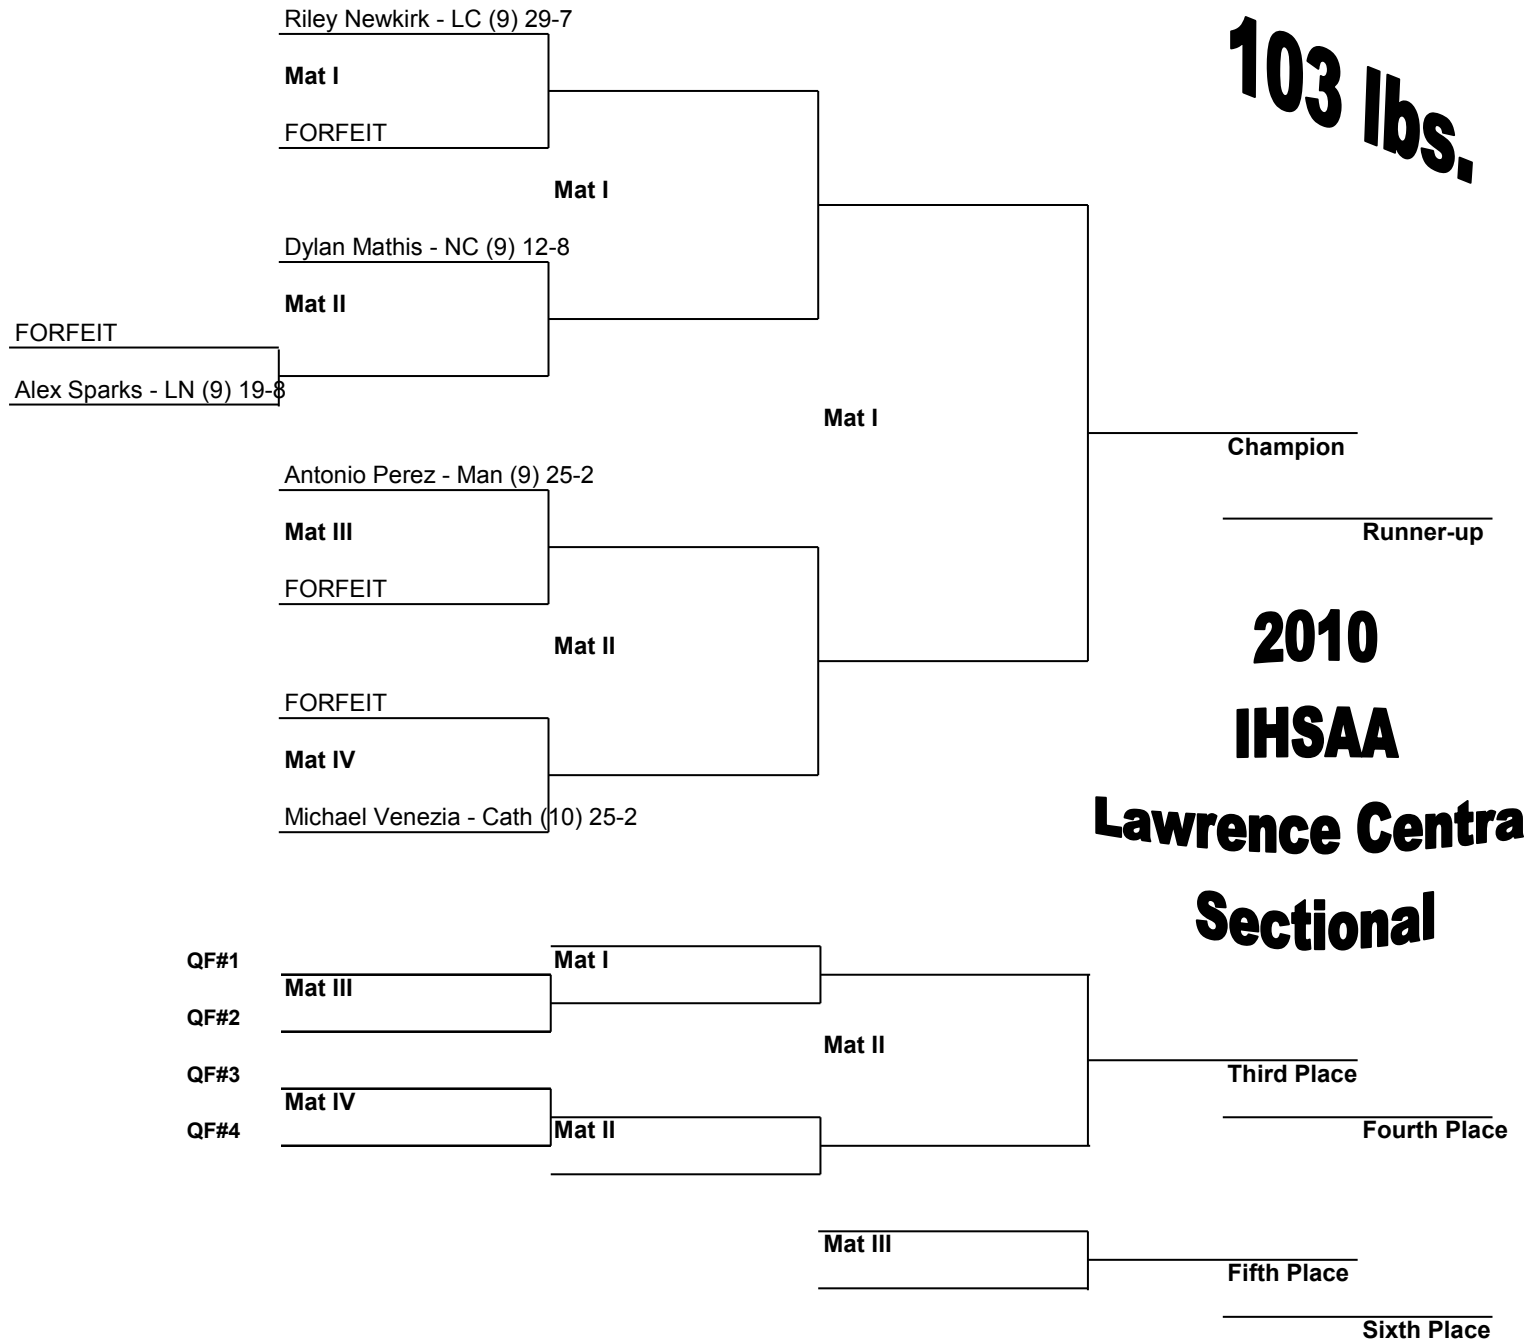 Riley Newkirk - LC (9) 29-7
103 lbs.
Mat I
FORFEIT
Mat I
Dylan Mathis - NC (9) 12-8
Mat II
FORFEIT
Alex Sparks - LN (9) 19-8
Mat I
Champion
Antonio Perez - Man (9) 25-2
Mat III
Runner-up
FORFEIT
2010
Mat II
FORFEIT
IHSAA
Mat IV
Michael Venezia - Cath (10) 25-2
Lawrence Centra
Sectional
QF#1
Mat I
Mat III
QF#2
Mat II
QF#3
Third Place
Mat IV
QF#4
Mat II
Fourth Place
Mat III
Fifth Place
Sixth Place